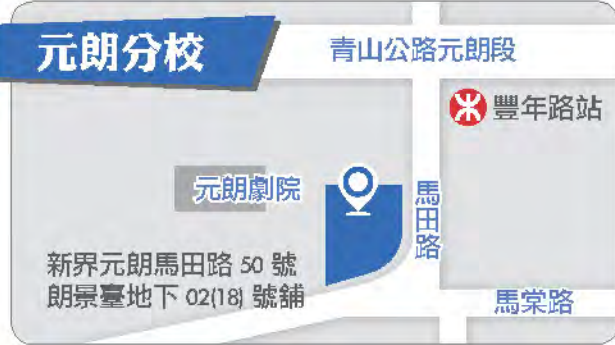 元朗分校
青山公路元朗段
豐年路站
元朗劇院
馬田路
新界元朗馬田路 50 號
朗景臺地下 02(18) 號舖
馬棠路